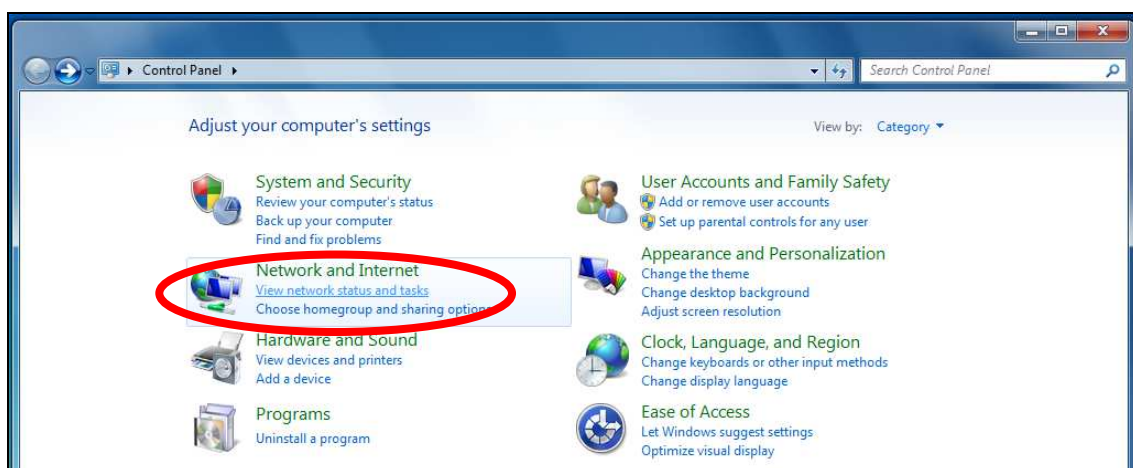 Control Panel
Search Control Panel
Adjust your computer's settings
View by: Category
System and Security
Review your computer's status
Back up your computer
Find and fix problems
Network and Internet
View network status and tasks
Choose homegroup and sharing options
Hardware and Sound
View devices and printers
Add a device
Programs
Uninstall a program
User Accounts and Family Safety
Add or remove user accounts
Set up parental controls for any user
Appearance and Personalization
Change the theme
Change desktop background
Adjust screen resolution
Clock, Language, and Region
Change keyboards or other input methods
Change display language
Ease of Access
Let Windows suggest settings
Optimize visual display